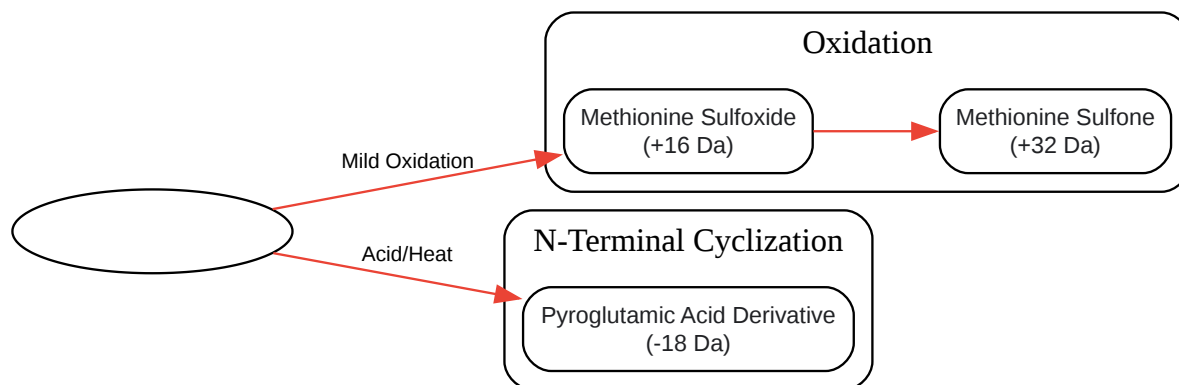 Oxidation
Methionine Sulfoxide
(+16 Da)
Methionine Sulfone
(+32 Da)
Mild Oxidation
N-Terminal Cyclization
Acid/Heat
Pyroglutamic Acid Derivative
(-18 Da)